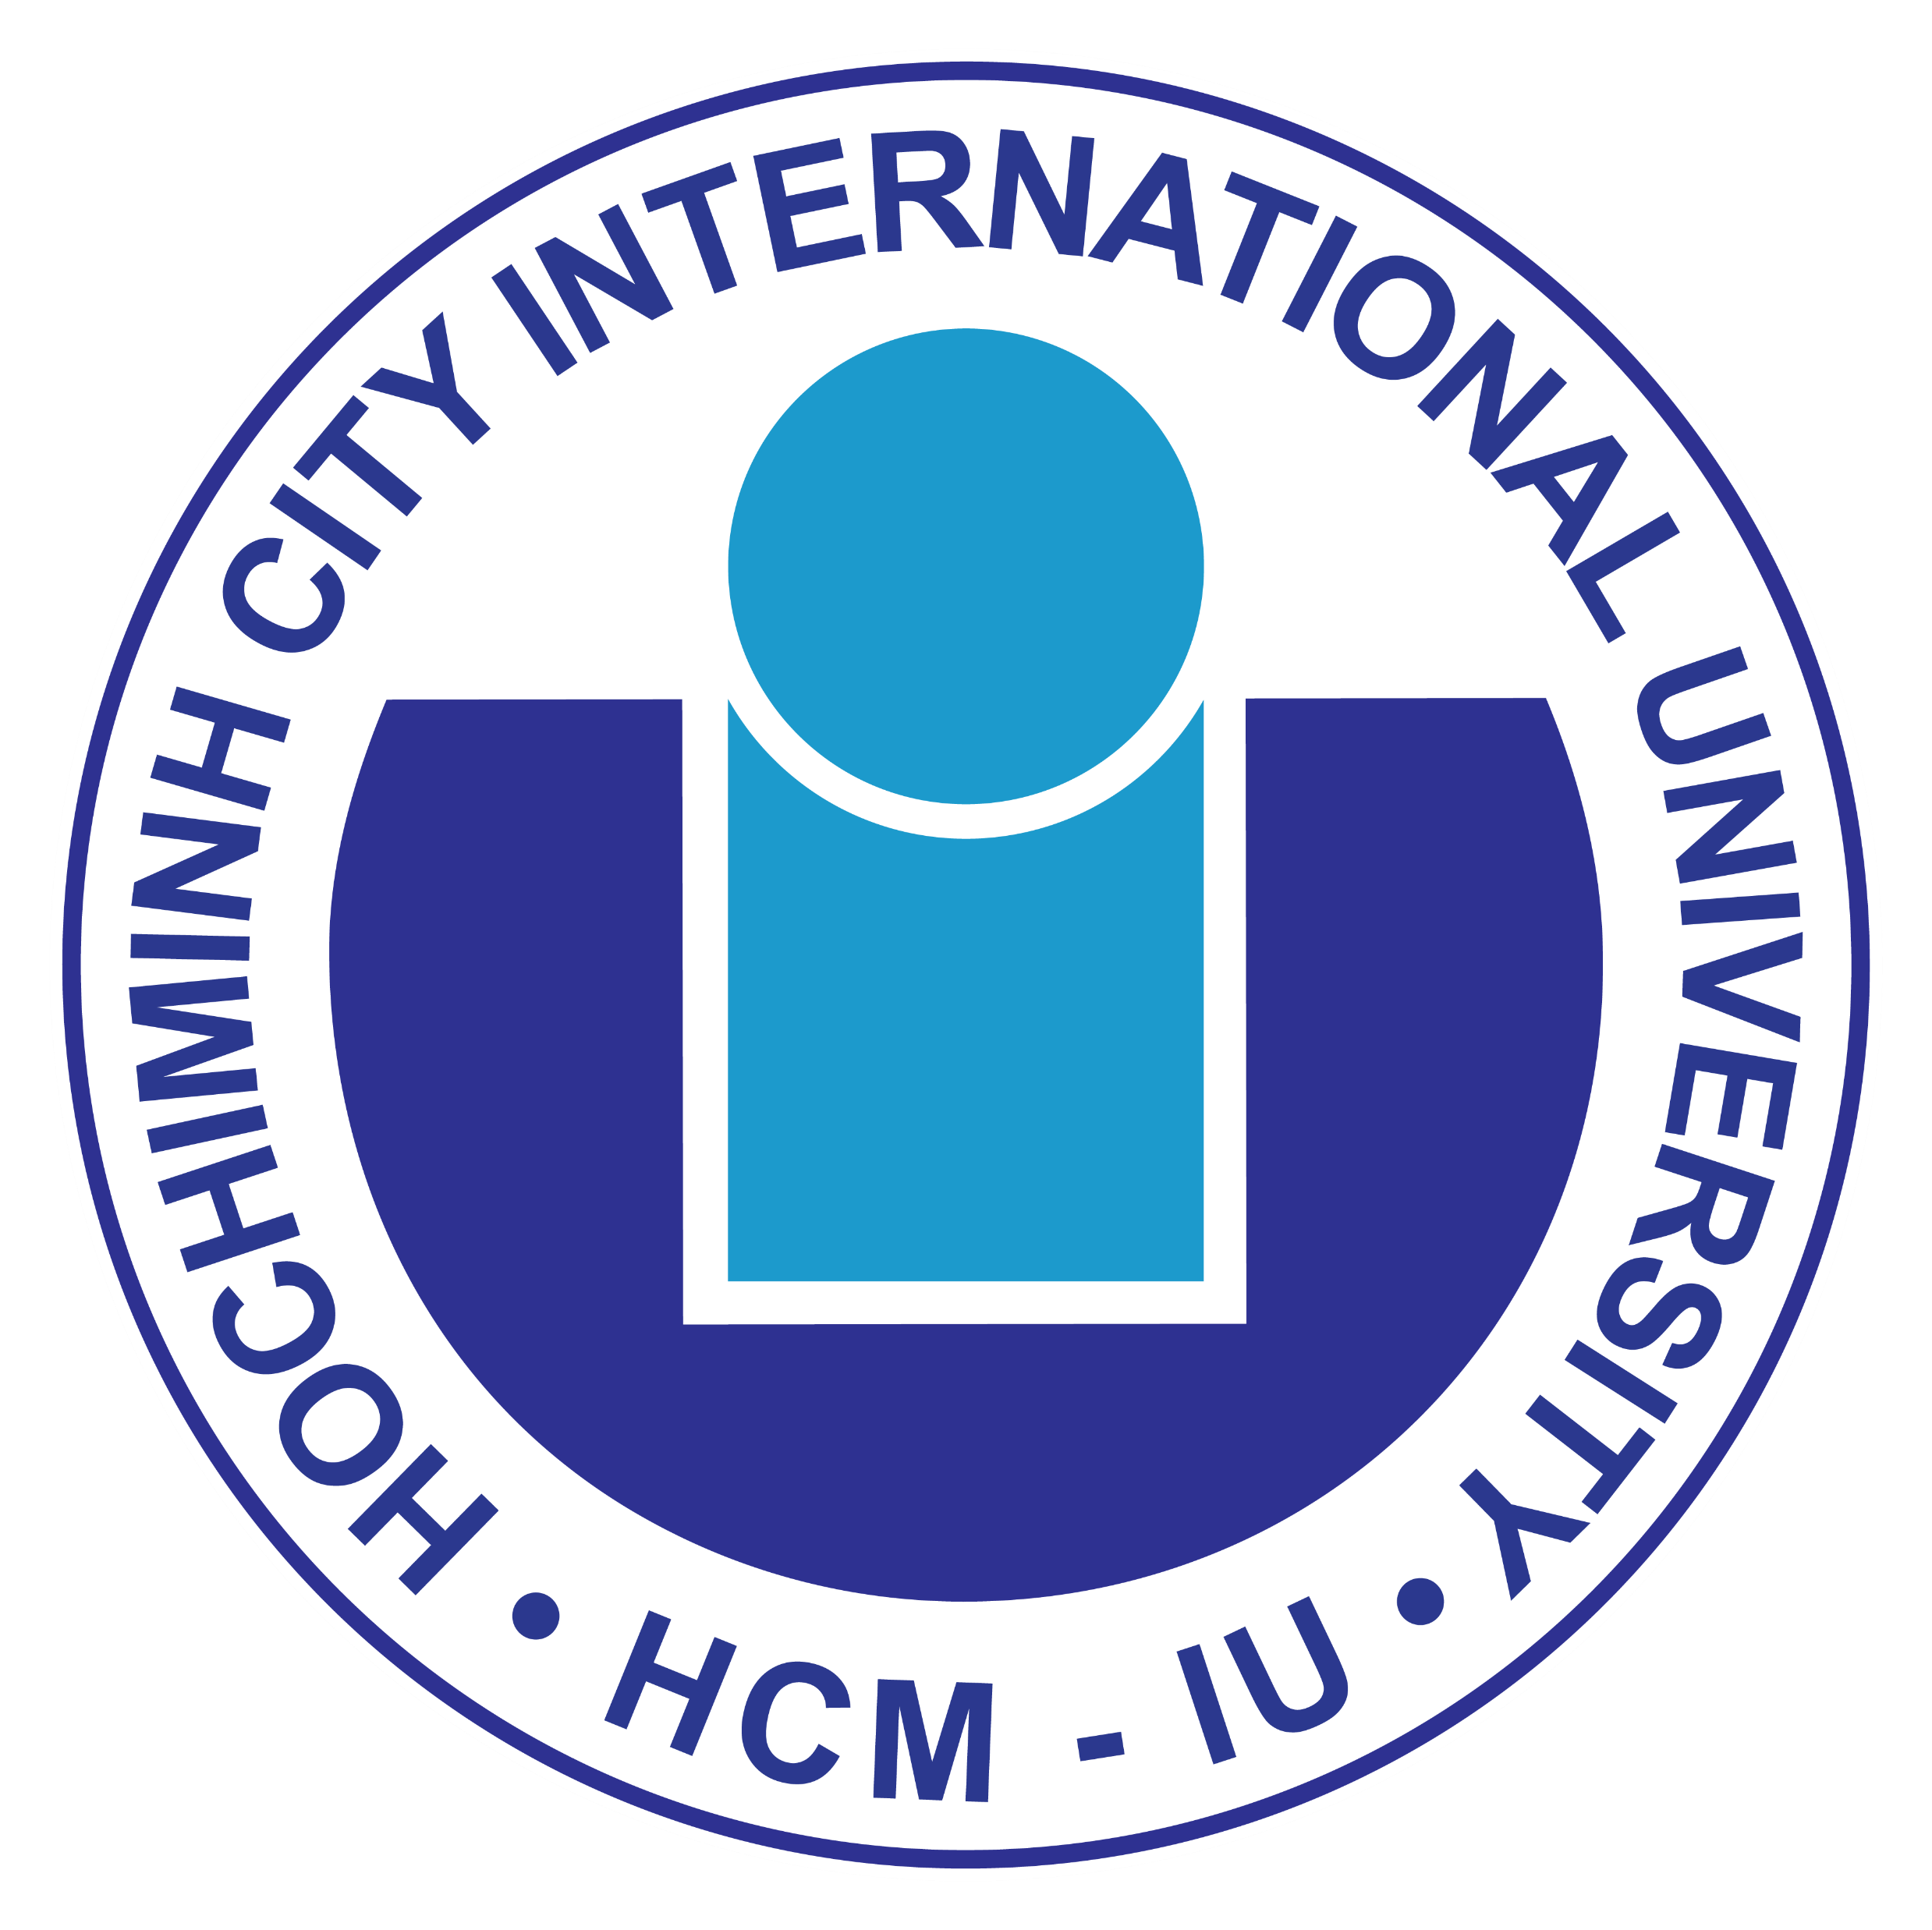 HOCHIMINH CITY INTERNATIONAL UNIVERSITY
• HCM - IU •